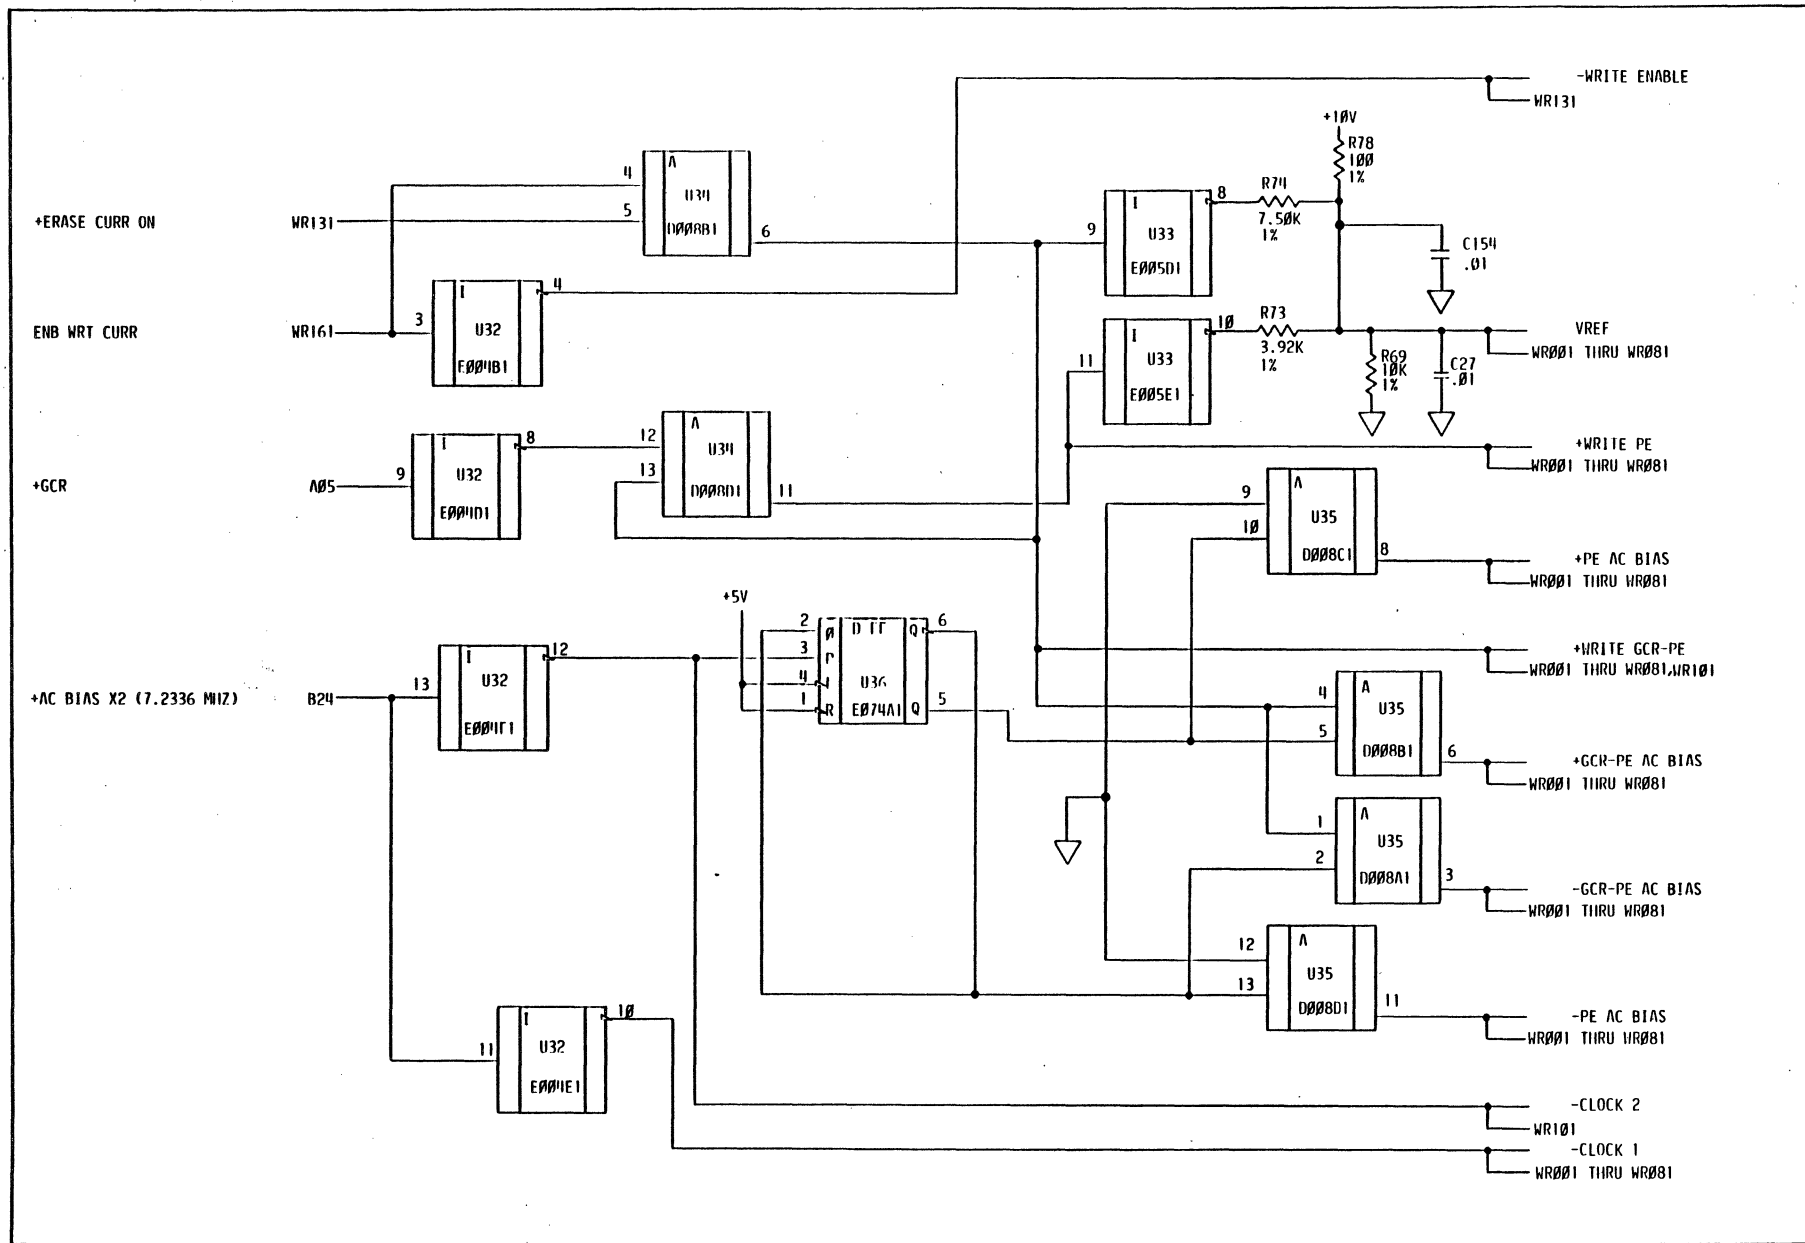 -WRITE ENABLE
WR131
+10V
R78
100
1%
4
A
U34
D008B1
5
6
+ERASE CURR ON
WR131
9
I
U33
E005D1
8
R74
7.50K
1%
C154
.01
ENB WRT CURR
WR161
3
I
U32
E004B1
4
11
I
U33
E005E1
10
R73
3.92K
1%
R69
10K
1%
C27
.01
VREF
WR001 THRU WR081
+GCR
A05
9
I
U32
E004D1
8
12
13
A
U34
D008D1
11
+WRITE PE
WR001 THRU WR081
9
10
A
U35
D008C1
8
+PE AC BIAS
WR001 THRU WR081
+5V
2
3
4
1
R
U36
E074A1
Q
6
Q
5
+WRITE GCR-PE
WR001 THRU WR081,WR101
+AC BIAS X2 (7.2336 MHZ)
B24
13
I
U32
E004F1
12
4
5
A
U35
D008B1
6
+GCR-PE AC BIAS
WR001 THRU WR081
1
2
A
U35
D008A1
3
-GCR-PE AC BIAS
WR001 THRU WR081
12
13
A
U35
D008D1
11
-PE AC BIAS
WR001 THRU WR081
11
I
U32
E004E1
10
-CLOCK 2
WR101
-CLOCK 1
WR001 THRU WR081